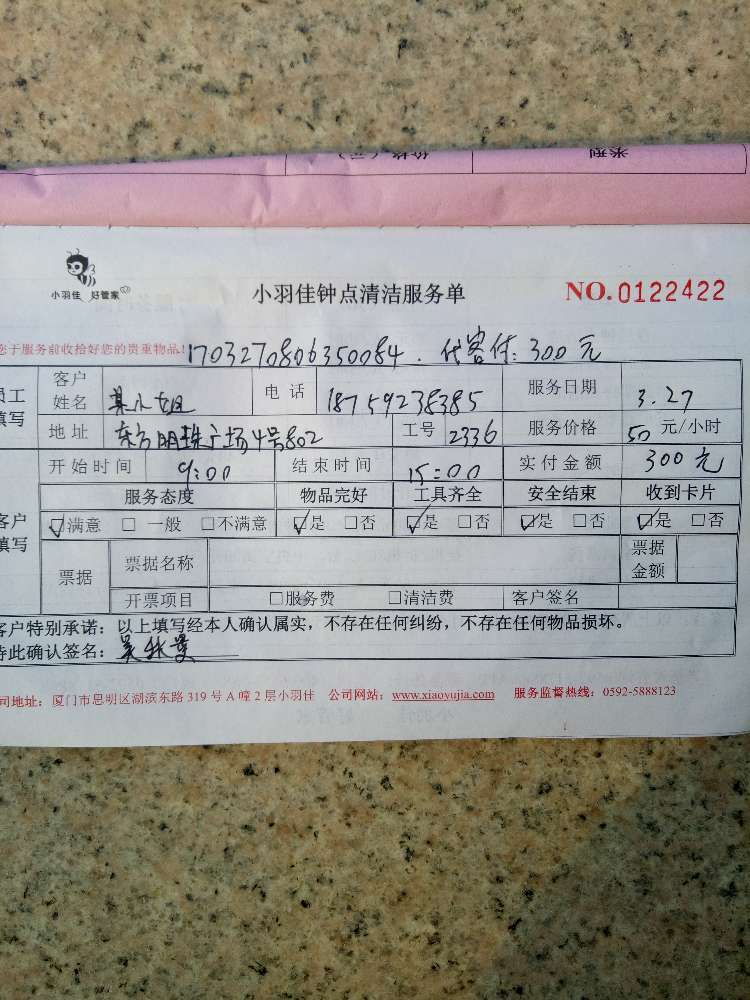 类型
价格（元）
小羽佳 好管家
小羽佳钟点清洁服务单
NO.0122422
您于服务前收拾好您的贵重物品!
1703270806350084. 代客付:300元
员工填写
客户姓名 某小姐 电话 18759238385 服务日期 3.27
地址 东方明珠广场4号802 工号 2336 服务价格 50 元/小时
开始时间 9:00 结束时间 15:00 实付金额 300元
客户填写
服务态度 物品完好 工具齐全 安全结束 收到卡片
☑满意 □一般 □不满意 ☑是 □否 ☑是 □否 ☑是 □否 ☑是 □否
票据 票据名称 票据金额
开票项目 □服务费 □清洁费 客户签名
客户特别承诺：以上填写经本人确认属实，不存在任何纠纷，不存在任何物品损坏。
特此确认签名：吴
公司地址：厦门市思明区湖滨东路319号A幢2层小羽佳 公司网站：www.xiaoyujia.com 服务监督热线：0592-5888123